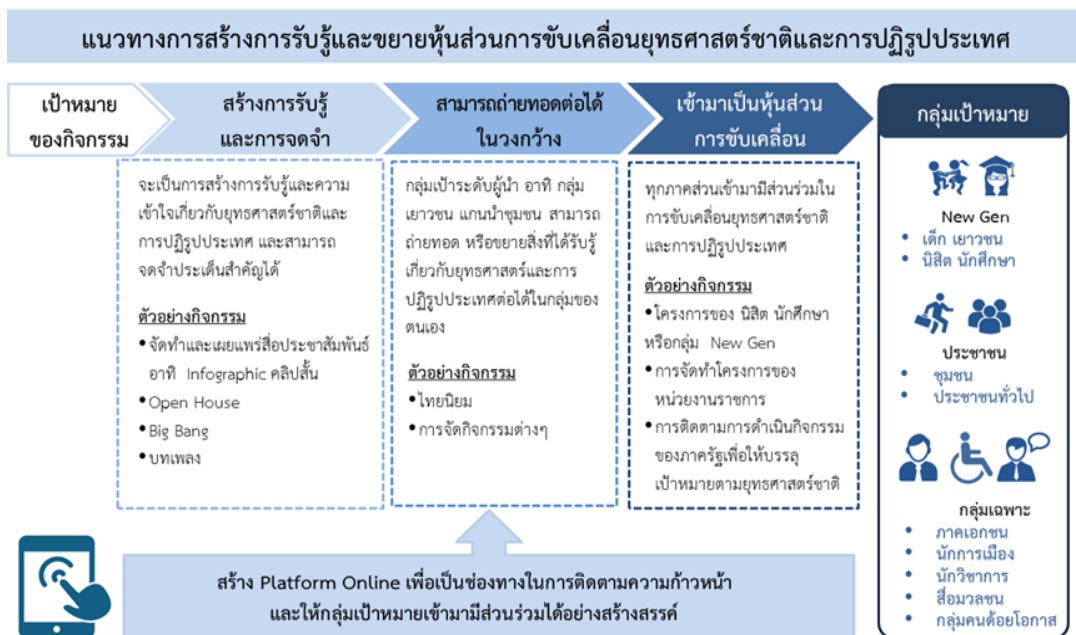 แนวทางการสร้างการรับรู้และขยายหุ้นส่วนการขับเคลื่อนยุทธศาสตร์ชาติและการปฏิรูปประเทศ
เป้าหมาย
ของกิจกรรม
สร้างการรับรู้
และการจดจำ
สามารถถ่ายทอดต่อได้
ในวงกว้าง
เข้ามาเป็นหุ้นส่วน
การขับเคลื่อน
จะเป็นการสร้างการรับรู้และความ
เข้าใจเกี่ยวกับยุทธศาสตร์ชาติและ
การปฏิรูปประเทศ และสามารถ
จดจำประเด็นสำคัญได้
ตัวอย่างกิจกรรม
•จัดทำและเผยแพร่สื่อประชาสัมพันธ์
อาทิ Infographic คลิปสั้น
•Open House
•Big Bang
•บทเพลง
กลุ่มเป้าระดับผู้นำ อาทิ กลุ่ม
เยาวชน แกนนำชุมชน สามารถ
ถ่ายทอด หรือขยายสิ่งที่ได้รับรู้
เกี่ยวกับยุทธศาสตร์และการ
ปฏิรูปประเทศต่อได้ในกลุ่มของ
ตนเอง
ตัวอย่างกิจกรรม
•ไทยนิยม
•การจัดกิจกรรมต่างๆ
ทุกภาคส่วนเข้ามามีส่วนร่วมใน
การขับเคลื่อนยุทธศาสตร์ชาติ
และการปฏิรูปประเทศ
ตัวอย่างกิจกรรม
•โครงการของ นิสิต นักศึกษา
หรือกลุ่ม New Gen
•การจัดทำโครงการของ
หน่วยงานราชการ
•การติดตามการดำเนินกิจกรรม
ของภาครัฐเพื่อให้บรรลุ
เป้าหมายตามยุทธศาสตร์ชาติ
กลุ่มเป้าหมาย
New Gen
• เด็ก เยาวชน
• นิสิต นักศึกษา
ประชาชน
• ชุมชน
• ประชาชนทั่วไป
กลุ่มเฉพาะ
• ภาคเอกชน
• นักการเมือง
• นักวิชาการ
• สื่อมวลชน
• กลุ่มคนด้อยโอกาส
สร้าง Platform Online เพื่อเป็นช่องทางในการติดตามความก้าวหน้า
และให้กลุ่มเป้าหมายเข้ามามีส่วนร่วมได้อย่างสร้างสรรค์